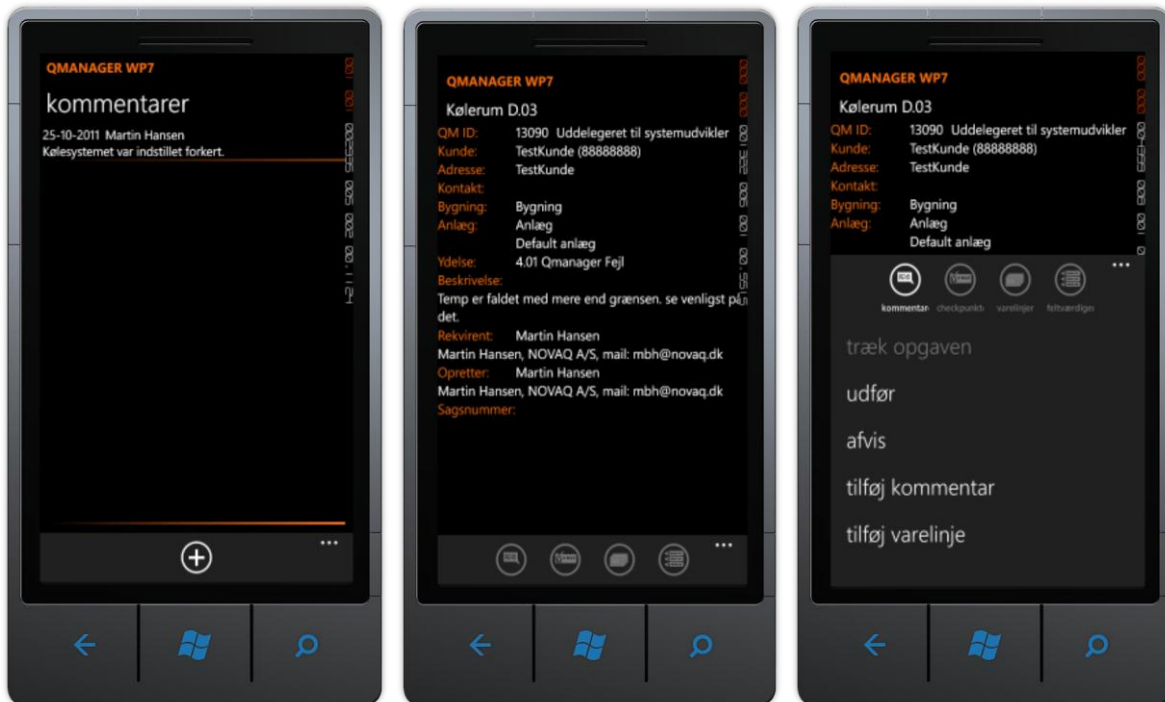 QMANAGER WP7
kommentarer
25-10-2011 Martin Hansen
Kølesystemet var indstillet forkert.
QMANAGER WP7
Kølerum D.03
QM ID: 13090 Uddelegeret til systemudvikler
Kunde: TestKunde (88888888)
Adresse: TestKunde
Kontakt:
Bygning: Bygning
Anlæg: Anlæg
Default anlæg
Ydelse: 4.01 Qmanager Fejl
Beskrivelse:
Temp er faldet med mere end grænsen. se venligst på
det.
Rekvirent: Martin Hansen
Martin Hansen, NOVAQ A/S, mail: mbh@novaq.dk
Opretter: Martin Hansen
Martin Hansen, NOVAQ A/S, mail: mbh@novaq.dk
Sagsnummer:
QMANAGER WP7
Kølerum D.03
QM ID: 13090 Uddelegeret til systemudvikler
Kunde: TestKunde (88888888)
Adresse: TestKunde
Kontakt:
Bygning: Bygning
Anlæg: Anlæg
Default anlæg
kommentar checkpunkt varelinjer feltværdiger
træk opgaven
udfør
afvis
tilføj kommentar
tilføj varelinje